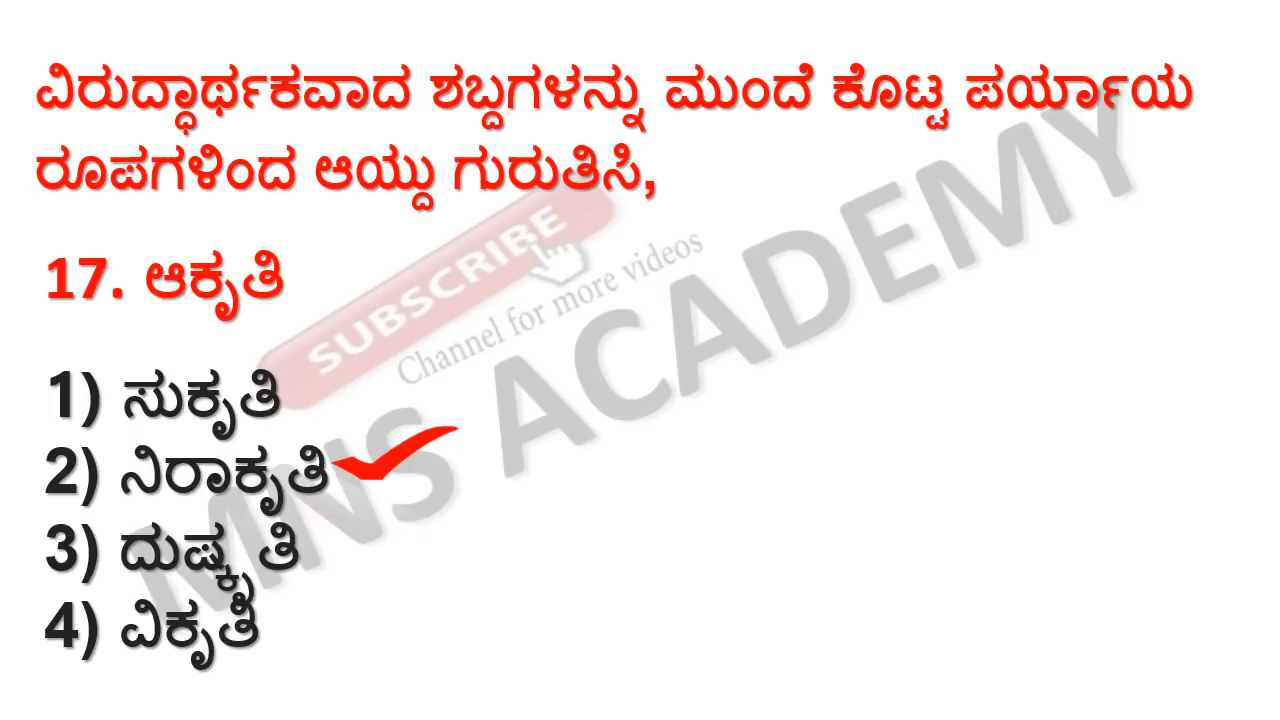 ವಿರುದ್ಧಾರ್ಥಕವಾದ ಶಬ್ದಗಳನ್ನು ಮುಂದೆ ಕೊಟ್ಟ ಪರ್ಯಾಯ
ರೂಪಗಳಿಂದ ಆಯ್ದು ಗುರುತಿಸಿ,
17. ಆಕೃತಿ
1) ಸುಕೃತಿ
2) ನಿರಾಕೃತಿ
3) ದುಷ್ಕೃತಿ
4) ವಿಕೃತಿ
SUBSCRIBE
Channel for more videos
MNS ACADEMY